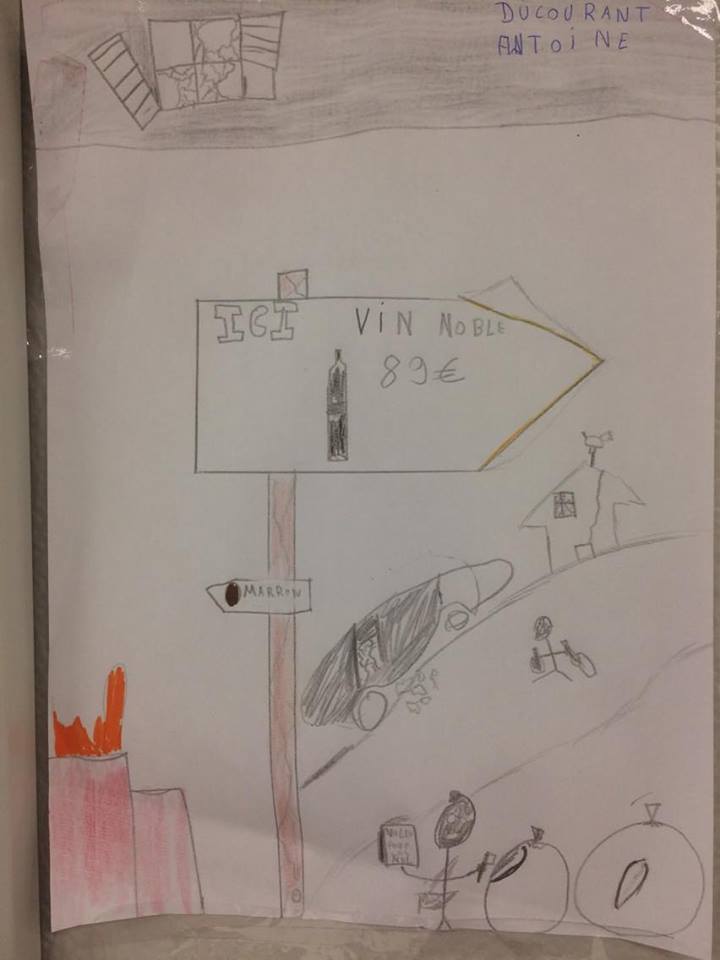 DUCOURANT
ANTOINE
ICI VIN NOBLE
89€
MARRON